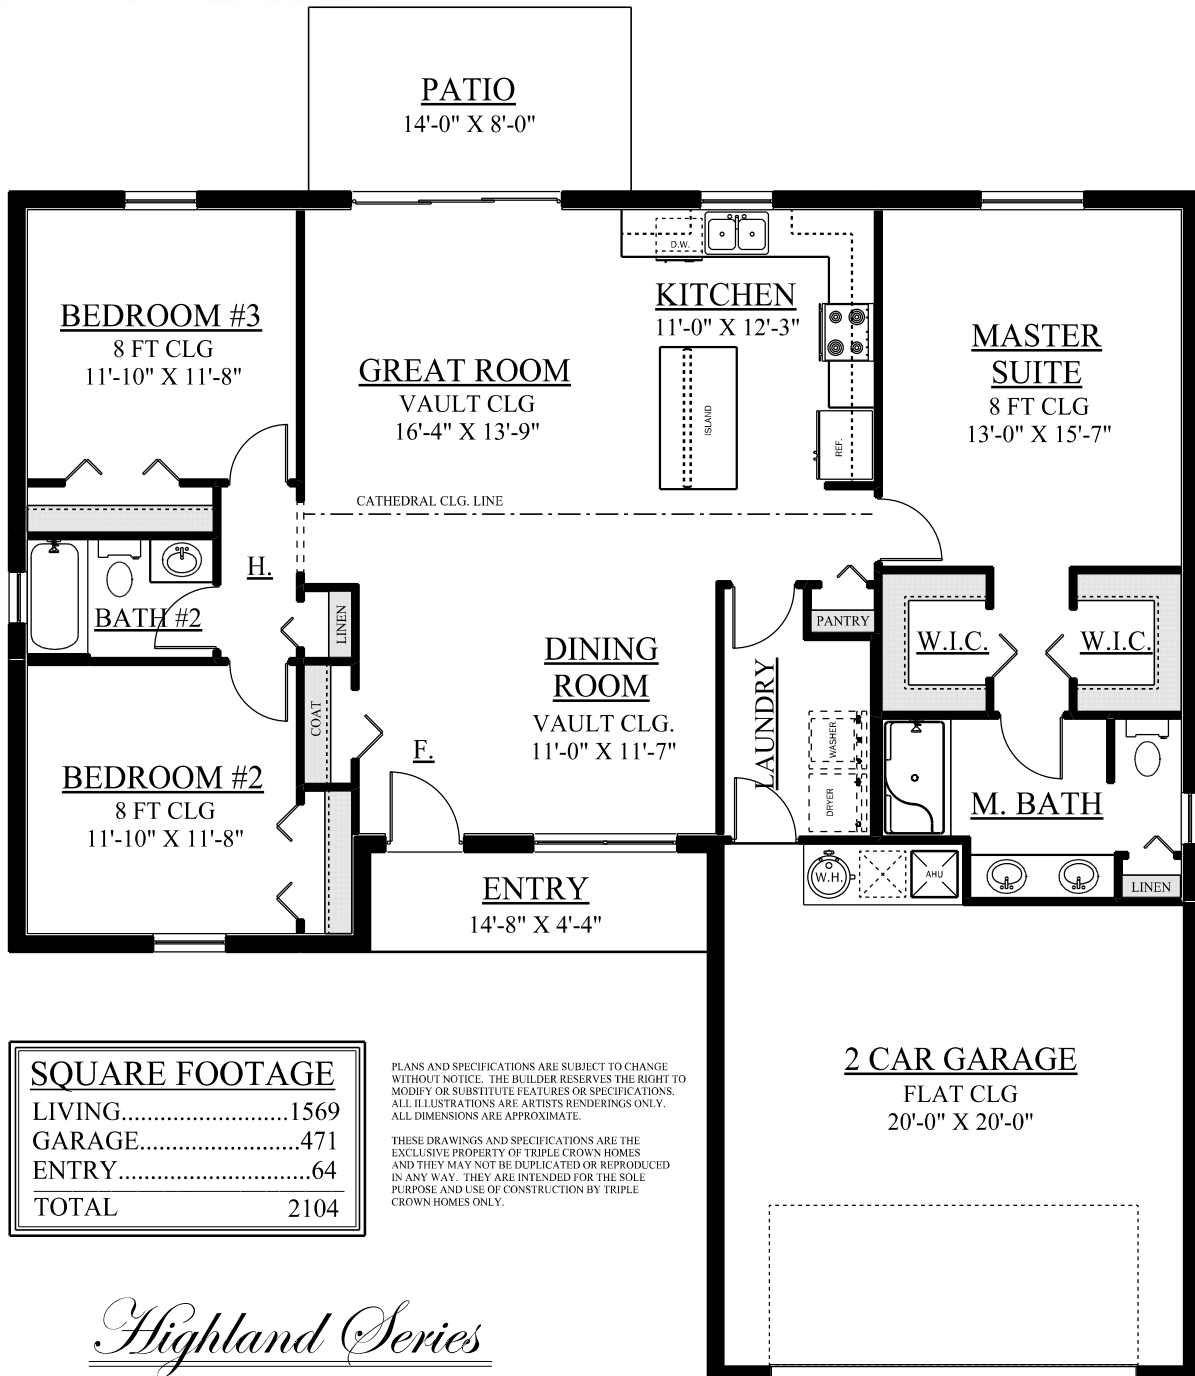 PATIO
14'-0" X 8'-0"
D.W.
KITCHEN
11'-0" X 12'-3"
BEDROOM #3
8 FT CLG
11'-10" X 11'-8"
GREAT ROOM
VAULT CLG
16'-4" X 13'-9"
ISLAND
REF.
MASTER
SUITE
8 FT CLG
13'-0" X 15'-7"
CATHEDRAL CLG. LINE
H.
BATH #2
LINEN
PANTRY
W.I.C.
W.I.C.
DINING
ROOM
VAULT CLG.
11'-0" X 11'-7"
LAUNDRY
WASHER
DRYER
COAT
F.
BEDROOM #2
8 FT CLG
11'-10" X 11'-8"
M. BATH
ENTRY
14'-8" X 4'-4"
W.H.
AHU
LINEN
2 CAR GARAGE
FLAT CLG
20'-0" X 20'-0"
SQUARE FOOTAGE
LIVING.........................1569
GARAGE........................471
ENTRY.............................64
TOTAL 2104
PLANS AND SPECIFICATIONS ARE SUBJECT TO CHANGE
WITHOUT NOTICE. THE BUILDER RESERVES THE RIGHT TO
MODIFY OR SUBSTITUTE FEATURES OR SPECIFICATIONS.
ALL ILLUSTRATIONS ARE ARTISTS RENDERINGS ONLY.
ALL DIMENSIONS ARE APPROXIMATE.
THESE DRAWINGS AND SPECIFICATIONS ARE THE
EXCLUSIVE PROPERTY OF TRIPLE CROWN HOMES
AND THEY MAY NOT BE DUPLICATED OR REPRODUCED
IN ANY WAY. THEY ARE INTENDED FOR THE SOLE
PURPOSE AND USE OF CONSTRUCTION BY TRIPLE
CROWN HOMES ONLY.
Highland Series